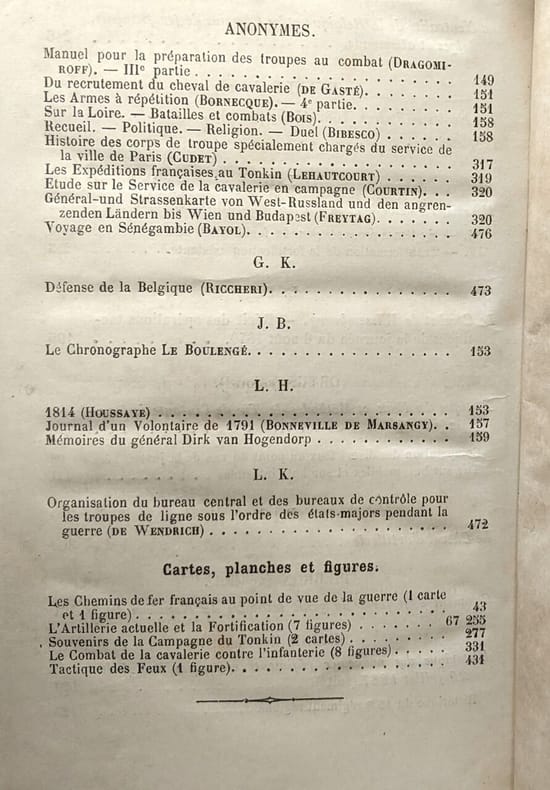 ANONYMES.
Manuel pour la préparation des troupes au combat (DRAGOMI-
ROFF). — IIIe partie . . . . . . . . . . . . . . . . 149
Du recrutement du cheval de cavalerie (DE GASTÉ). . . . . . . 151
Les Armes à répétition (BORNECQUE). — 4e partie. . . . . . . . 151
Sur la Loire. — Batailles et combats (BOIS). . . . . . . . . . 158
Recueil. — Politique. — Religion. — Duel (BIBESCO) . . . . . . 158
Histoire des corps de troupe spécialement chargés du service de
la ville de Paris (CUDET) . . . . . . . . . . . . . . 317
Les Expéditions françaises au Tonkin (LEHAUTCOURT) . . . . . 319
Etude sur le Service de la cavalerie en campagne (COURTIN). . . 320
Général-und Strassenkarte von West-Russland und den angren-
zenden Ländern bis Wien und Budapest (FREYTAG). . . . . . 320
Voyage en Sénégambie (BAYOL). . . . . . . . . . . . . . . 476
G. K.
Défense de la Belgique (RICCHERI). . . . . . . . . . . . . . 473
J. B.
Le Chronographe LE BOULENGÉ. . . . . . . . . . . . . . . . 153
L. H.
1814 (HOUSSAYE) . . . . . . . . . . . . . . . . . . . . 153
Journal d'un Volontaire de 1791 (BONNEVILLE DE MARSANGY). . 157
Mémoires du général Dirk van Hogendorp . . . . . . . . . . . 159
L. K.
Organisation du bureau central et des bureaux de contrôle pour
les troupes de ligne sous l'ordre des états-majors pendant la
guerre (DE WENDRICH) . . . . . . . . . . . . . . . . . 472
Cartes, planches et figures.
Les Chemins de fer français au point de vue de la guerre (1 carte
et 1 figure) . . . . . . . . . . . . . . . . . . . . . 43
L'Artillerie actuelle et la Fortification (7 figures) . . . . . . . 67 255
Souvenirs de la Campagne du Tonkin (2 cartes) . . . . . . . . 277
Le Combat de la cavalerie contre l'infanterie (8 figures) . . . . . 331
Tactique des Feux (1 figure). . . . . . . . . . . . . . . . 431